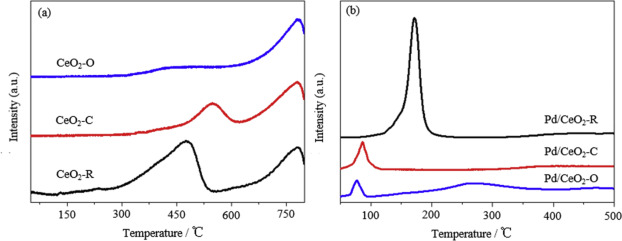 (a)
CeO₂-O
CeO₂-C
CeO₂-R
Intensity (a.u.)
150 300 450 600 750
Temperature / ℃
(b)
Pd/CeO₂-R
Pd/CeO₂-C
Pd/CeO₂-O
Intensity (a.u.)
100 200 300 400 500
Temperature / ℃